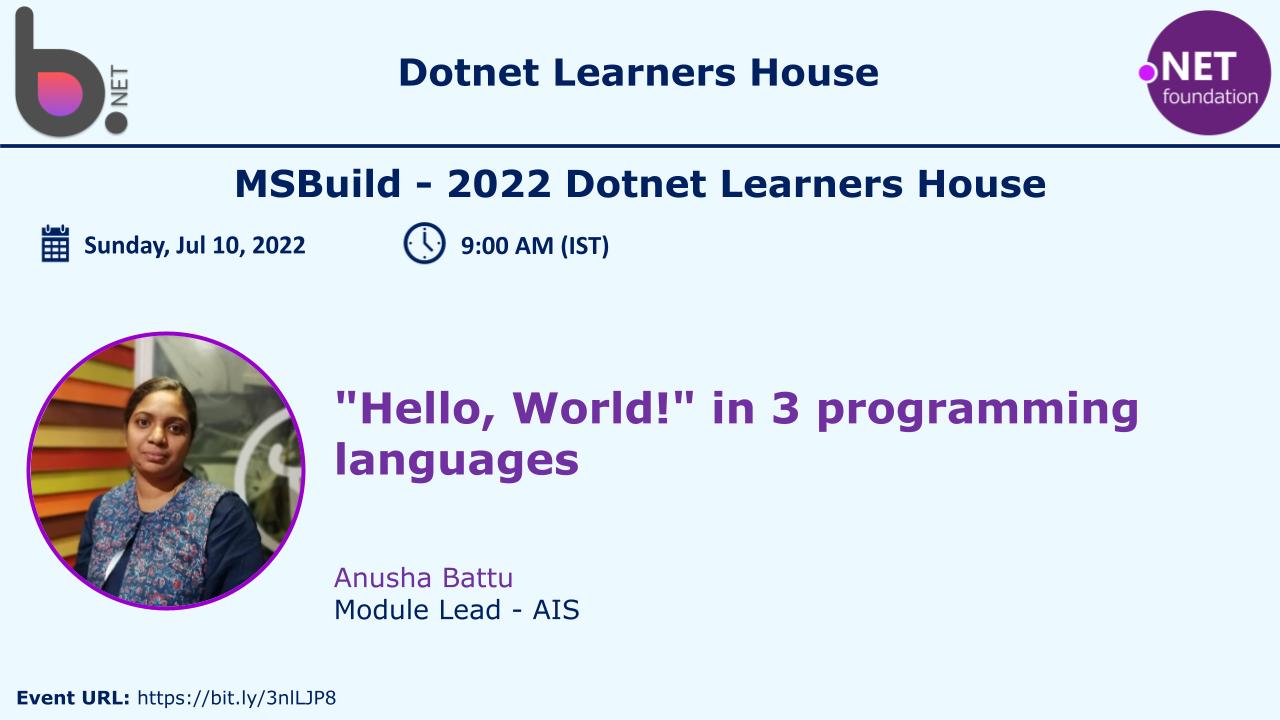 Dotnet Learners House
.NET
.NET
foundation
MSBuild - 2022 Dotnet Learners House
Sunday, Jul 10, 2022
9:00 AM (IST)
"Hello, World!" in 3 programming
languages
Anusha Battu
Module Lead - AIS
Event URL: https://bit.ly/3nlLJP8